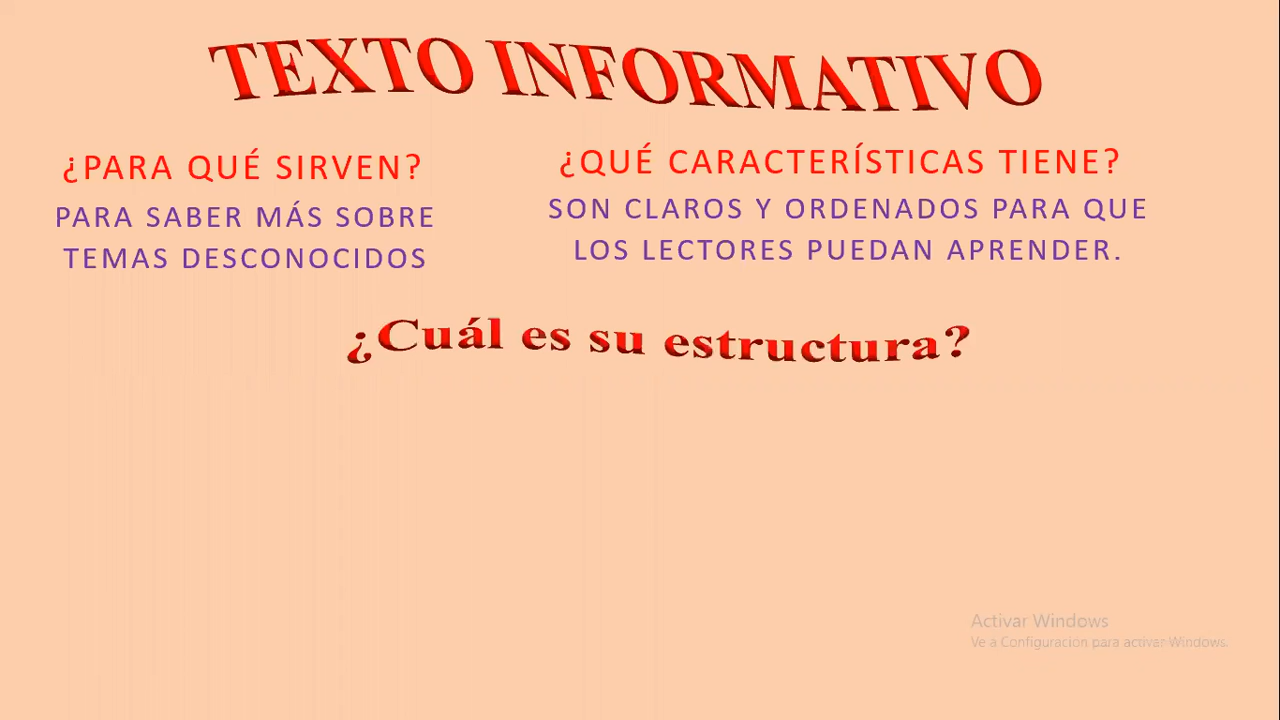 TEXTO INFORMATIVO
¿PARA QUÉ SIRVEN?
PARA SABER MÁS SOBRE
TEMAS DESCONOCIDOS
¿QUÉ CARACTERÍSTICAS TIENE?
SON CLAROS Y ORDENADOS PARA QUE
LOS LECTORES PUEDAN APRENDER.
¿Cuál es su estructura?
Activar Windows
Ve a Configuración para activar Windows.